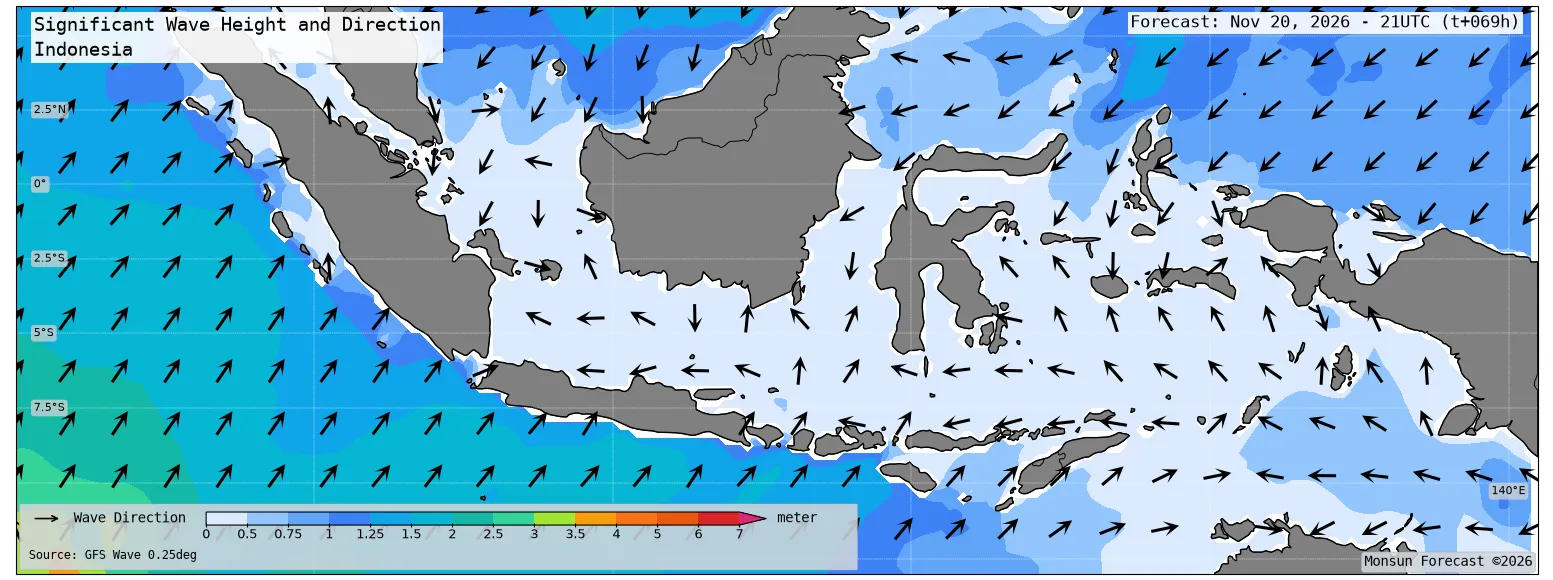 Significant Wave Height and Direction
Indonesia
Forecast: Nov 20, 2026 - 21UTC (t+069h)
2.5°N
0°
2.5°S
5°S
7.5°S
140°E
Wave Direction
0 0.5 0.75 1 1.25 1.5 2 2.5 3 3.5 4 5 6 7
meter
Source: GFS Wave 0.25deg
Monsun Forecast ©2026